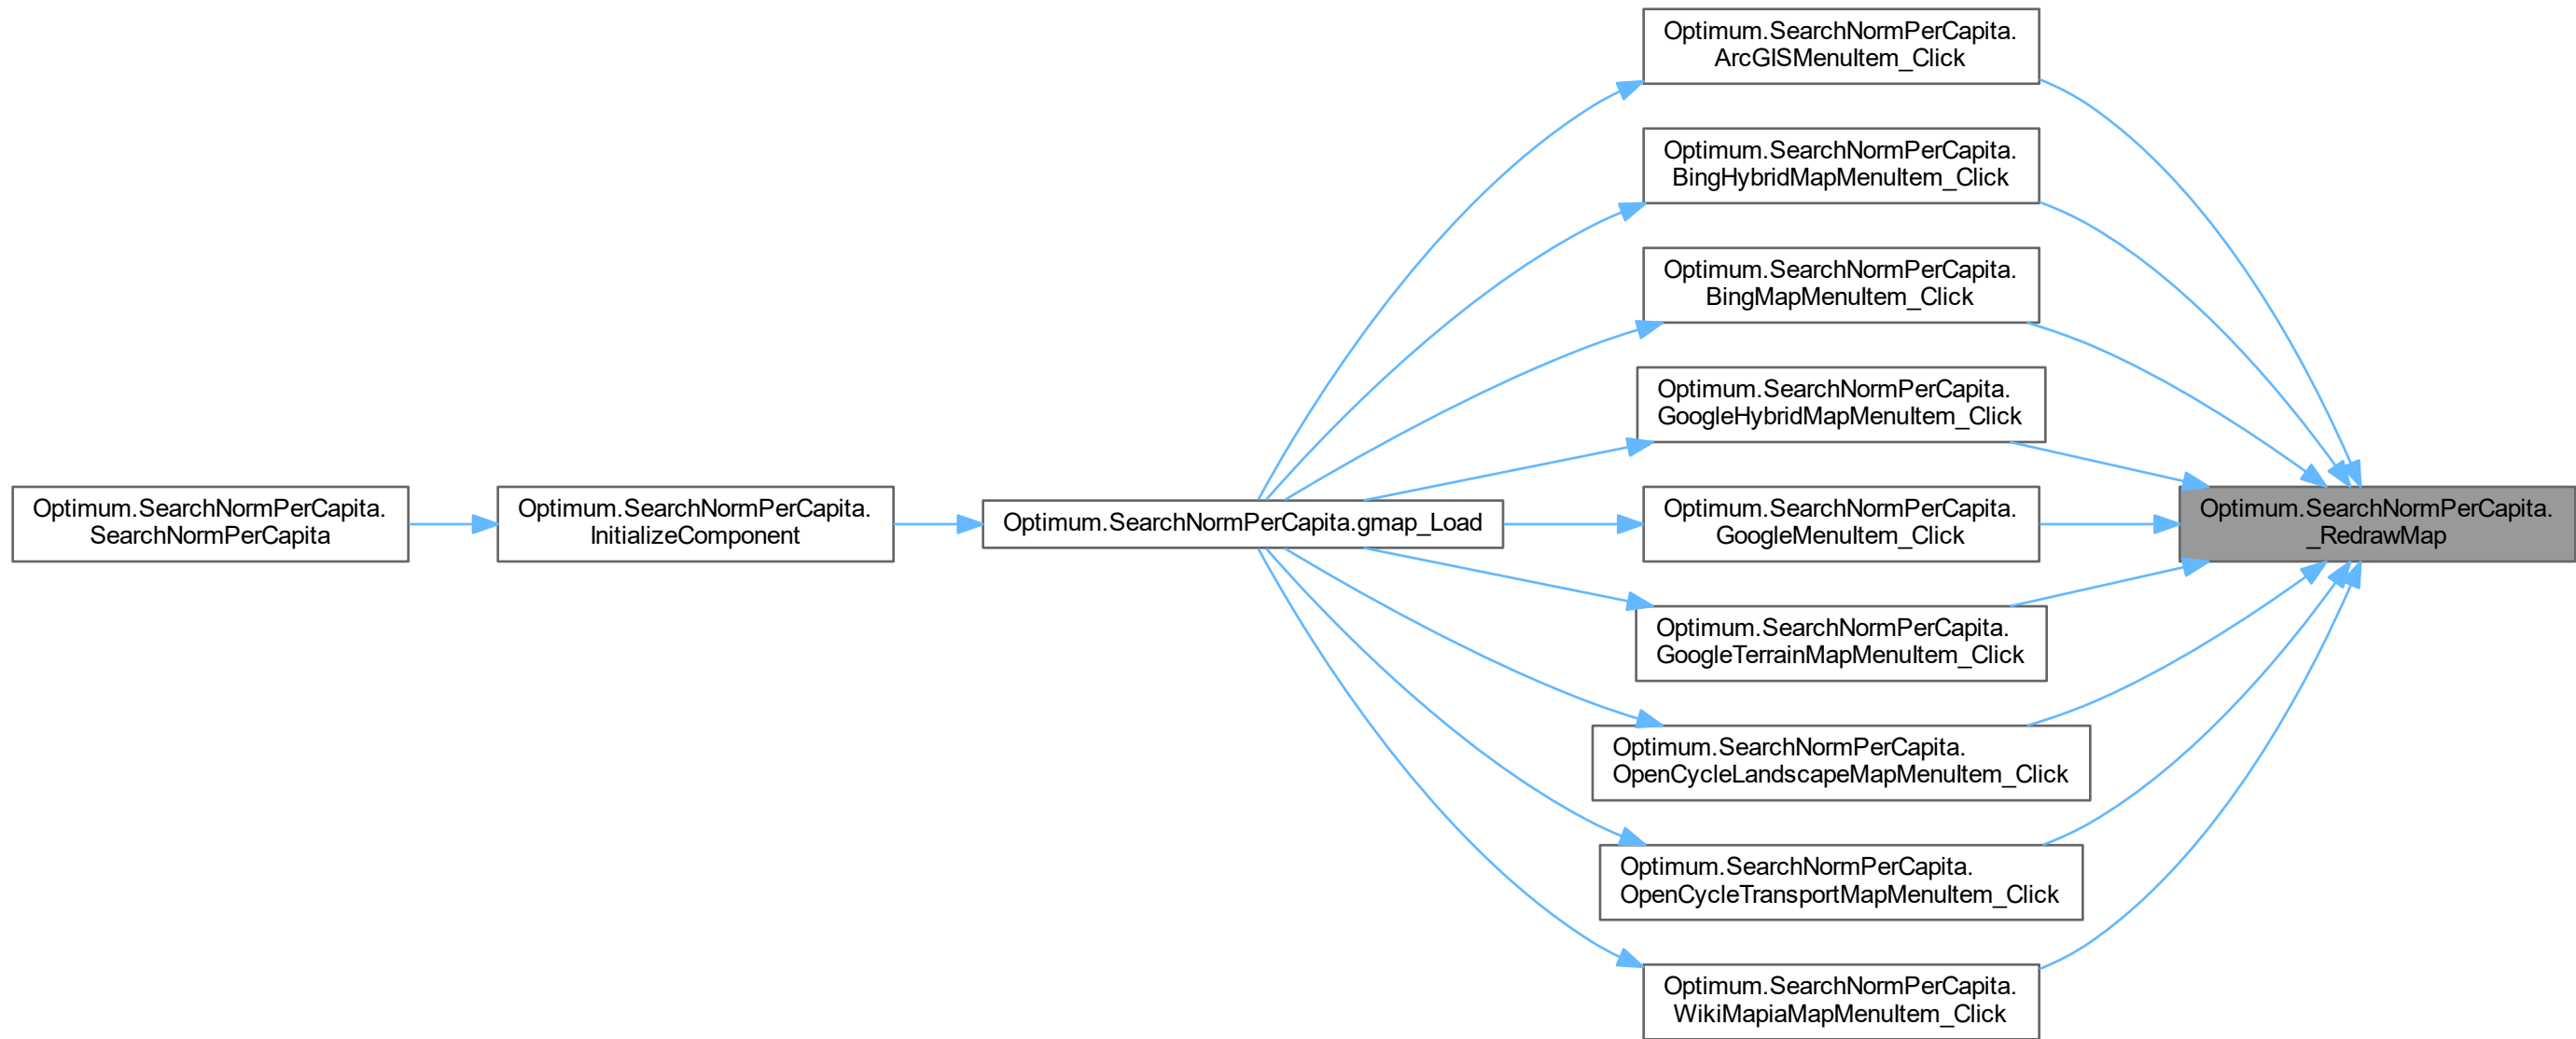 Optimum.SearchNormPerCapita.
ArcGISMenuItem_Click
Optimum.SearchNormPerCapita.
BingHybridMapMenuItem_Click
Optimum.SearchNormPerCapita.
BingMapMenuItem_Click
Optimum.SearchNormPerCapita.
GoogleHybridMapMenuItem_Click
Optimum.SearchNormPerCapita.
SearchNormPerCapita
Optimum.SearchNormPerCapita.
InitializeComponent
Optimum.SearchNormPerCapita.gmap_Load
Optimum.SearchNormPerCapita.
GoogleMenuItem_Click
Optimum.SearchNormPerCapita.
_RedrawMap
Optimum.SearchNormPerCapita.
GoogleTerrainMapMenuItem_Click
Optimum.SearchNormPerCapita.
OpenCycleLandscapeMapMenuItem_Click
Optimum.SearchNormPerCapita.
OpenCycleTransportMapMenuItem_Click
Optimum.SearchNormPerCapita.
WikiMapiaMapMenuItem_Click